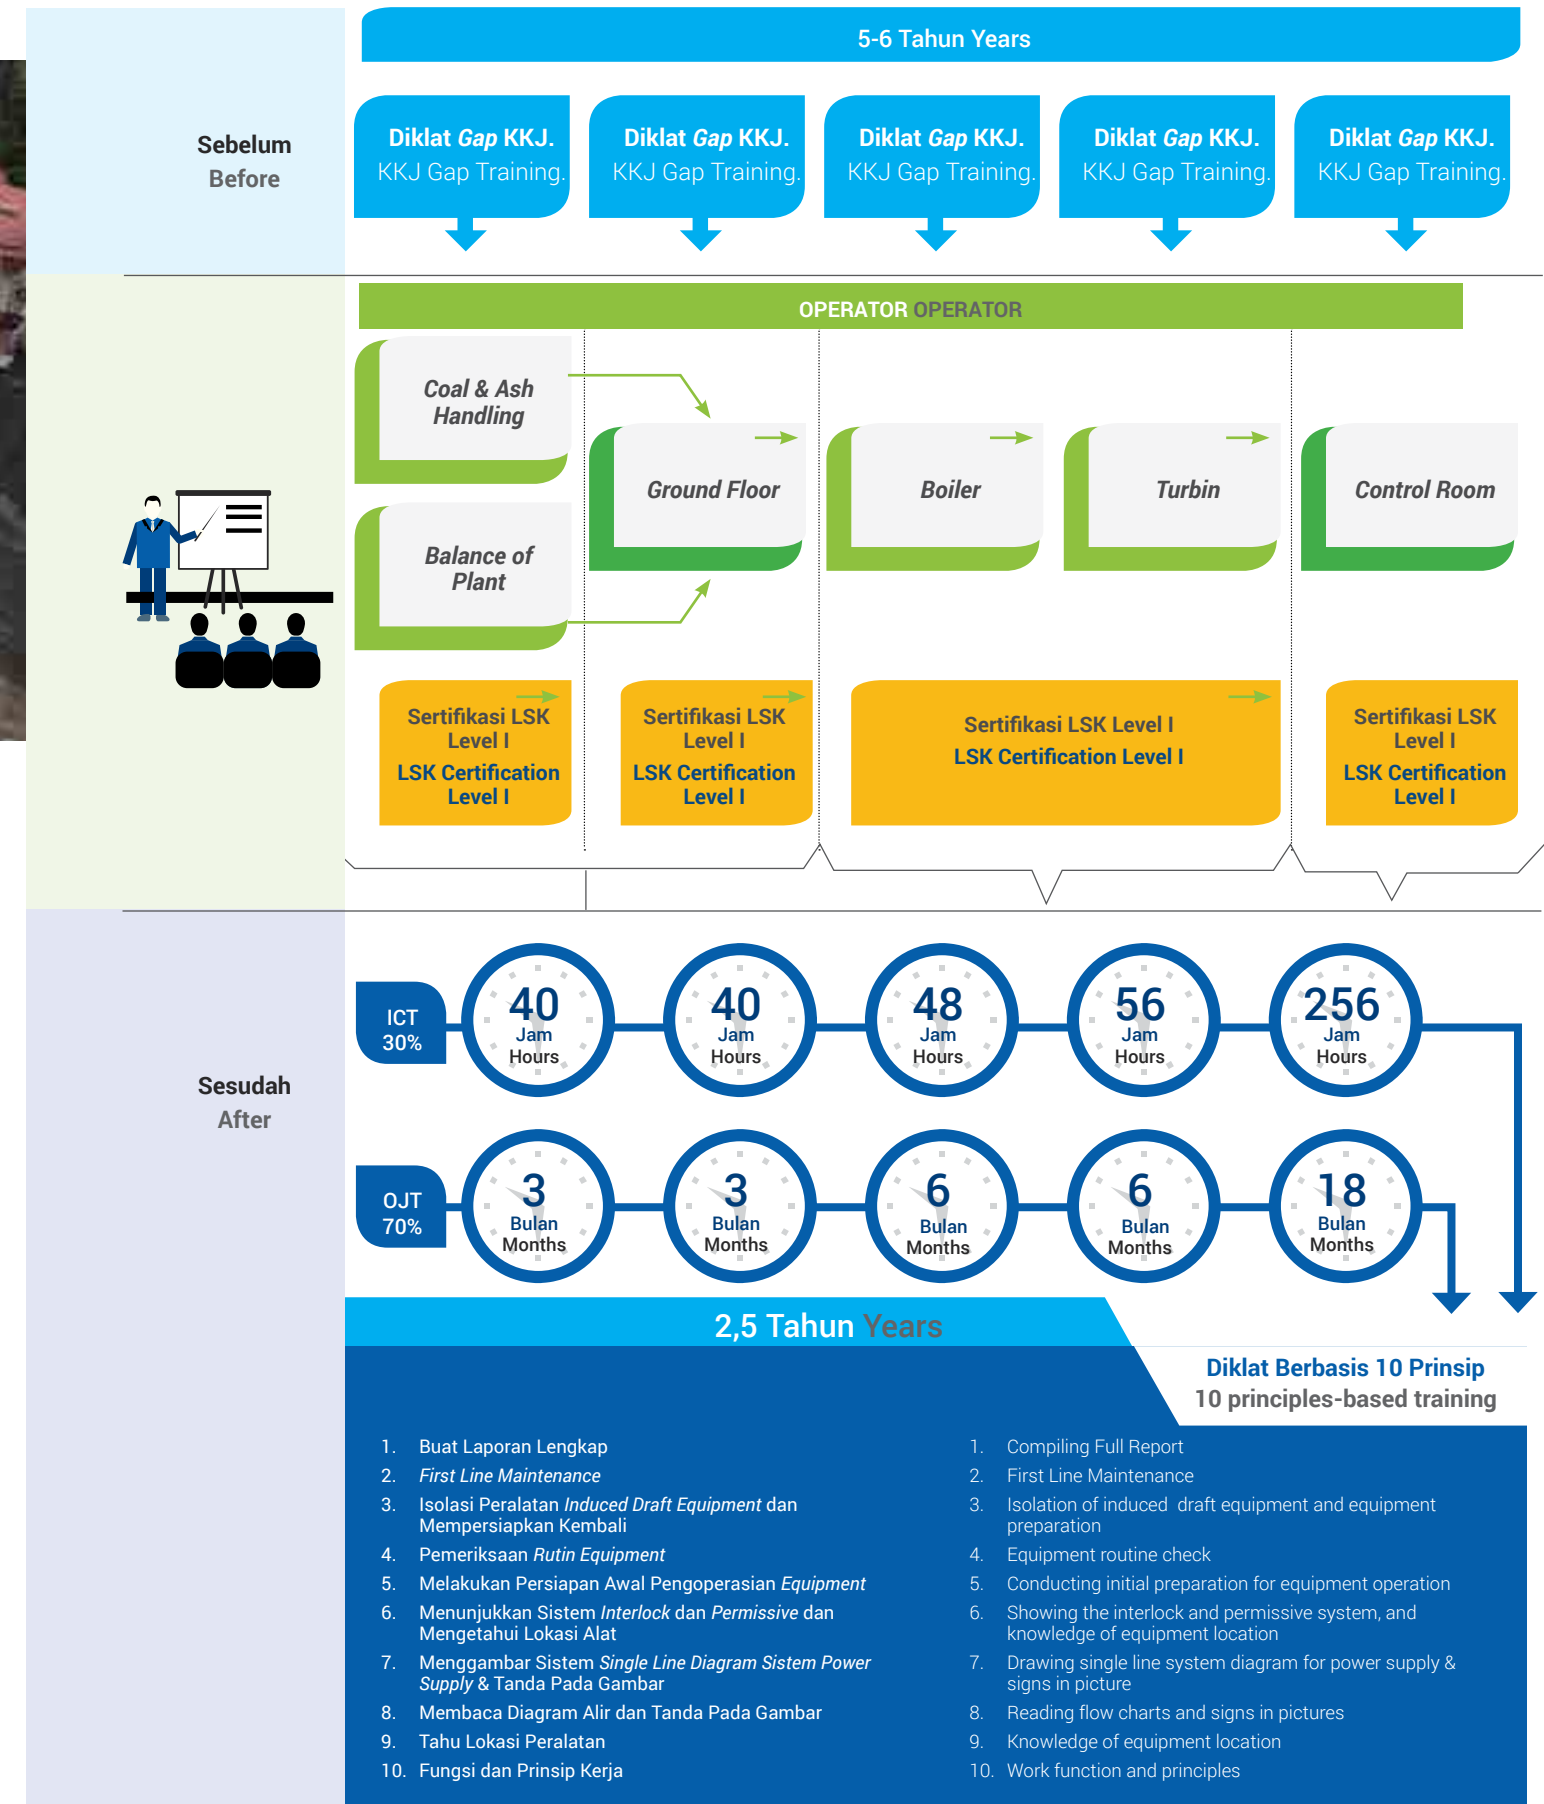 5-6 Tahun Years
Sebelum
Before
Diklat Gap KKJ.
KKJ Gap Training.
Diklat Gap KKJ.
KKJ Gap Training.
Diklat Gap KKJ.
KKJ Gap Training.
Diklat Gap KKJ.
KKJ Gap Training.
Diklat Gap KKJ.
KKJ Gap Training.
OPERATOR OPERATOR
Coal & Ash
Handling
Balance of
Plant
Ground Floor
Boiler
Turbin
Control Room
Sertifikasi LSK
Level I
LSK Certification
Level I
Sertifikasi LSK
Level I
LSK Certification
Level I
Sertifikasi LSK Level I
LSK Certification Level I
Sertifikasi LSK
Level I
LSK Certification
Level I
Sesudah
After
ICT
30%
40
Jam
Hours
40
Jam
Hours
48
Jam
Hours
56
Jam
Hours
256
Jam
Hours
OJT
70%
3
Bulan
Months
3
Bulan
Months
6
Bulan
Months
6
Bulan
Months
18
Bulan
Months
2,5 Tahun Years
Diklat Berbasis 10 Prinsip
10 principles-based training
1. Buat Laporan Lengkap
2. First Line Maintenance
3. Isolasi Peralatan Induced Draft Equipment dan
Mempersiapkan Kembali
4. Pemeriksaan Rutin Equipment
5. Melakukan Persiapan Awal Pengoperasian Equipment
6. Menunjukkan Sistem Interlock dan Permissive dan
Mengetahui Lokasi Alat
7. Menggambar Sistem Single Line Diagram Sistem Power
Supply & Tanda Pada Gambar
8. Membaca Diagram Alir dan Tanda Pada Gambar
9. Tahu Lokasi Peralatan
10. Fungsi dan Prinsip Kerja
1. Compiling Full Report
2. First Line Maintenance
3. Isolation of induced draft equipment and equipment
preparation
4. Equipment routine check
5. Conducting initial preparation for equipment operation
6. Showing the interlock and permissive system, and
knowledge of equipment location
7. Drawing single line system diagram for power supply &
signs in picture
8. Reading flow charts and signs in pictures
9. Knowledge of equipment location
10. Work function and principles